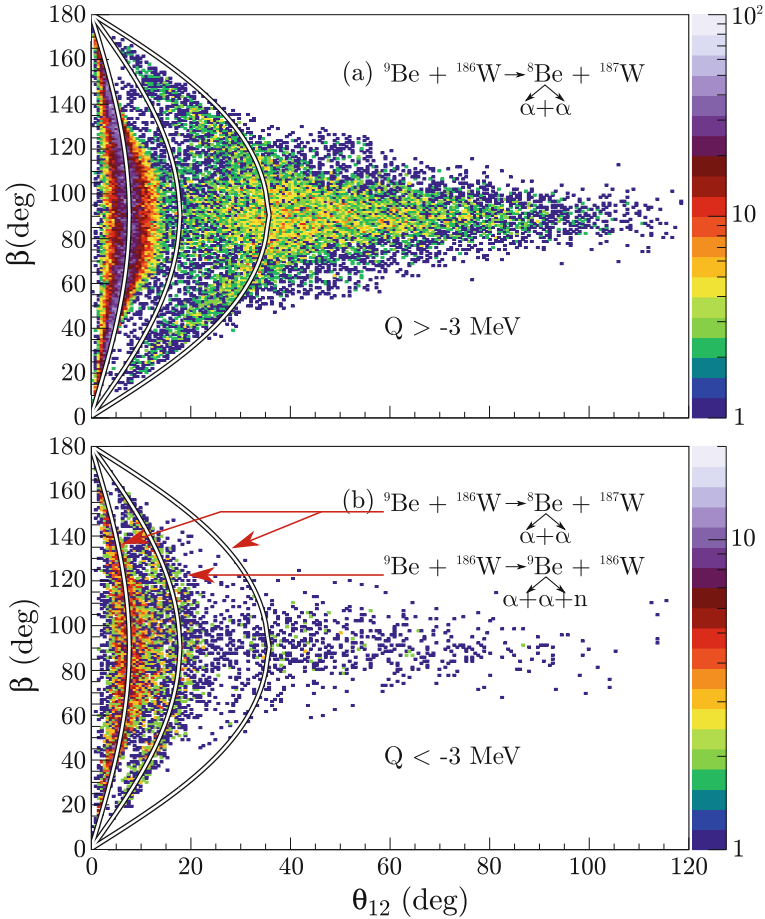 180
160
140
120
100
80
60
40
20
0
β(deg)
(a) ⁹Be + ¹⁸⁶W → ⁸Be + ¹⁸⁷W
α+α
Q > -3 MeV
10²
10
1
180
160
140
120
100
80
60
40
20
0
β (deg)
(b) ⁹Be + ¹⁸⁶W → ⁸Be + ¹⁸⁷W
α+α
⁹Be + ¹⁸⁶W → ⁹Be + ¹⁸⁶W
α+α+n
Q < -3 MeV
10
1
0 20 40 60 80 100 120
θ₁₂ (deg)